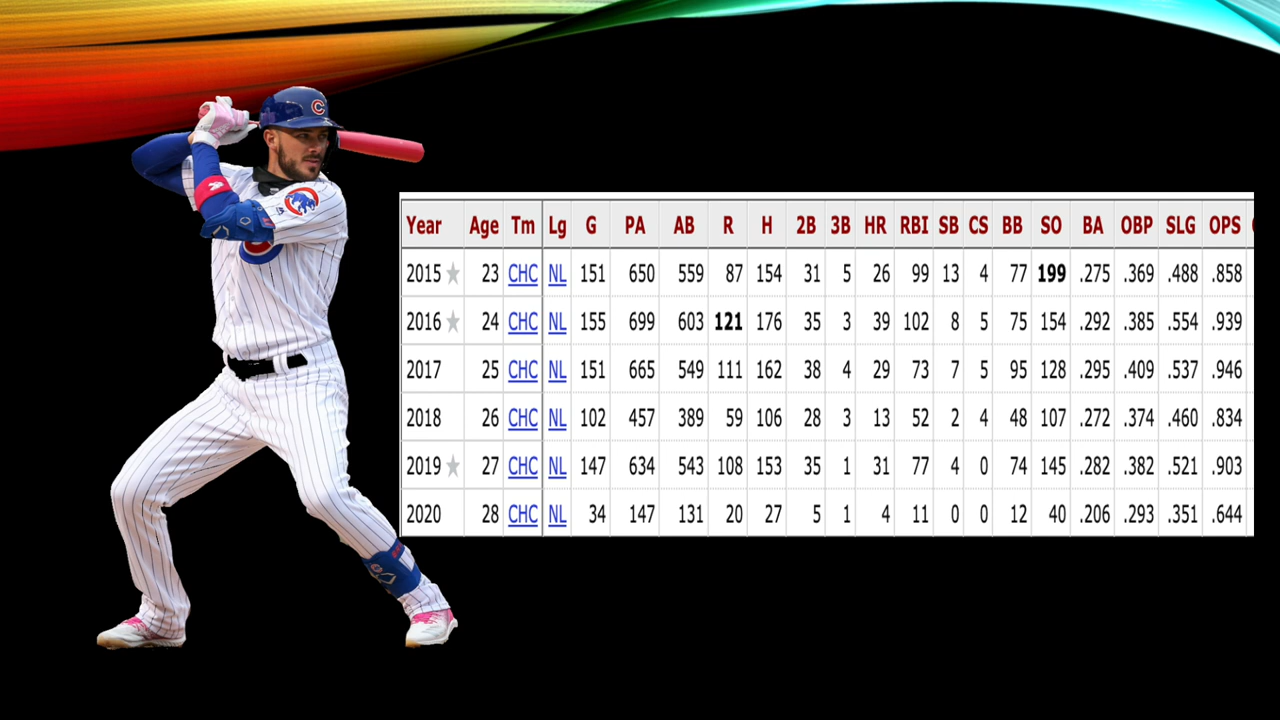 C
Year Age Tm Lg G PA AB R H 2B 3B HR RBI SB CS BB SO BA OBP SLG OPS
2015 ★ 23 CHC NL 151 650 559 87 154 31 5 26 99 13 4 77 199 .275 .369 .488 .858
2016 ★ 24 CHC NL 155 699 603 121 176 35 3 39 102 8 5 75 154 .292 .385 .554 .939
2017 25 CHC NL 151 665 549 111 162 38 4 29 73 7 5 95 128 .295 .409 .537 .946
2018 26 CHC NL 102 457 389 59 106 28 3 13 52 2 4 48 107 .272 .374 .460 .834
2019 ★ 27 CHC NL 147 634 543 108 153 35 1 31 77 4 0 74 145 .282 .382 .521 .903
2020 28 CHC NL 34 147 131 20 27 5 1 4 11 0 0 12 40 .206 .293 .351 .644